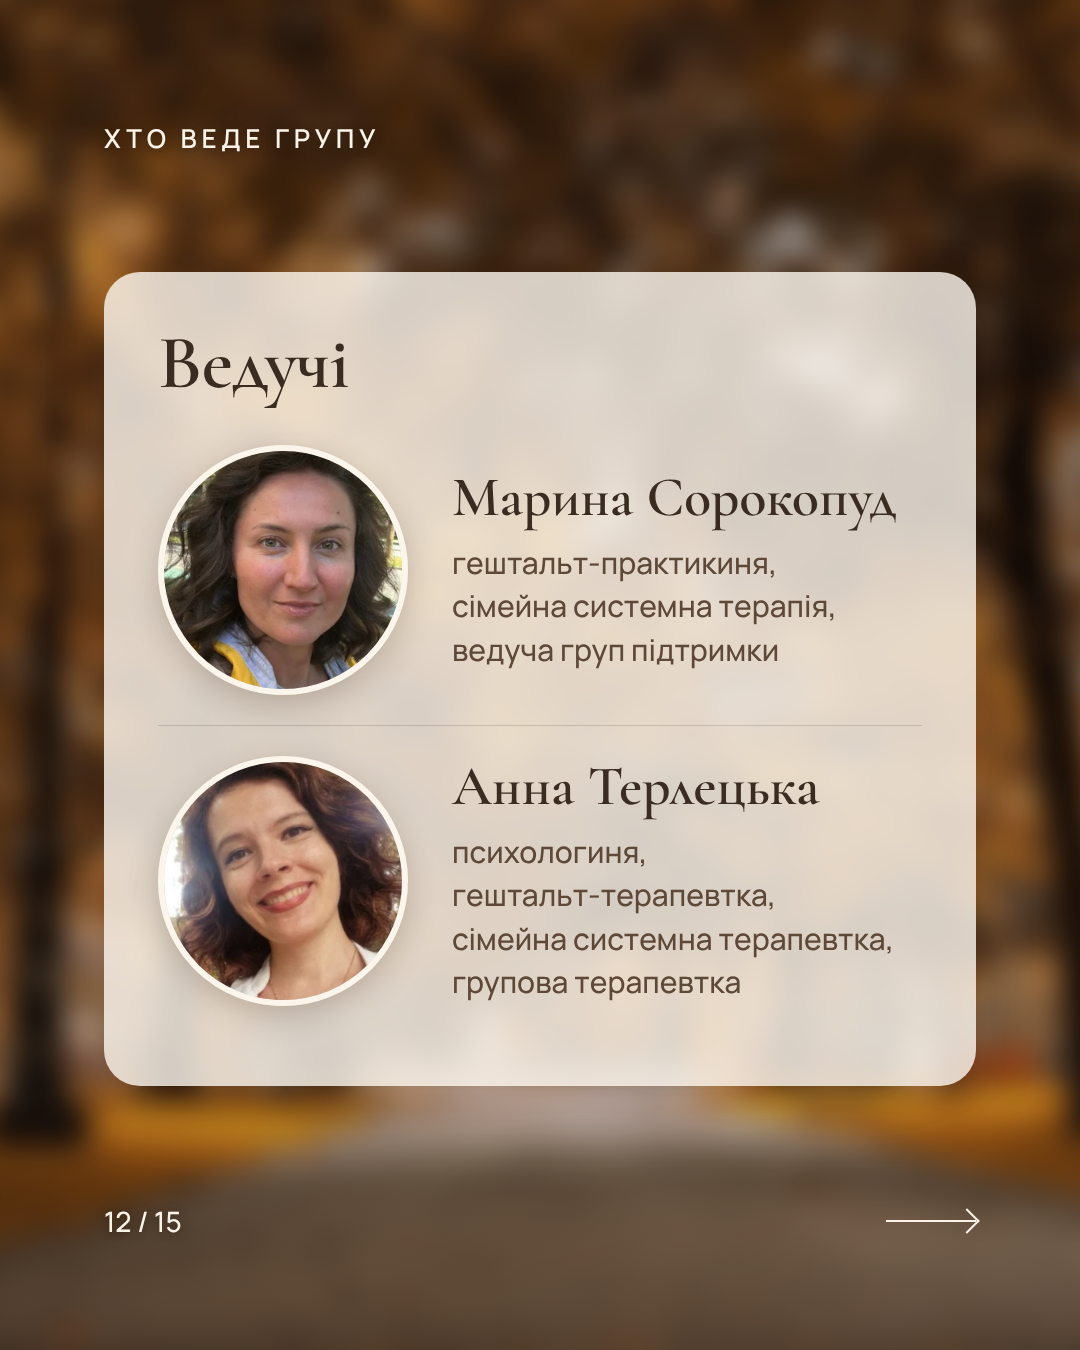 ХТО ВЕДЕ ГРУПУ
Ведучі
Марина Сорокопуд
гештальт-практикиня,
сімейна системна терапія,
ведуча груп підтримки
Анна Терлецька
психологиня,
гештальт-терапевтка,
сімейна системна терапевтка,
групова терапевтка
12 / 15